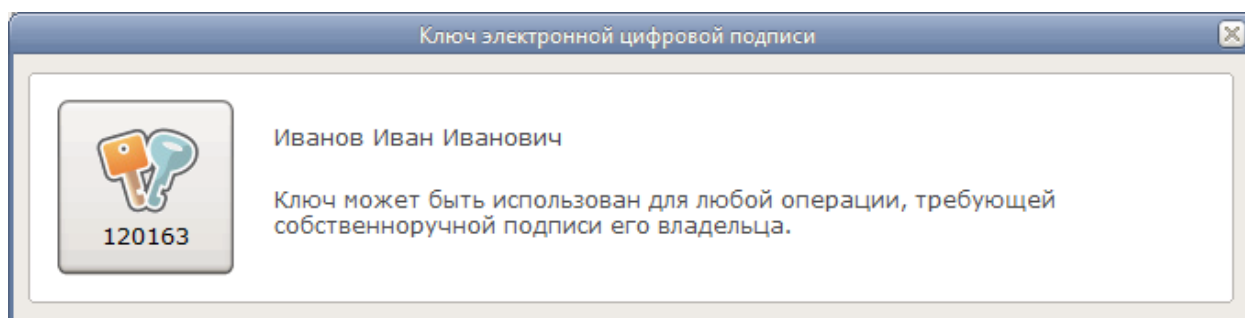 Ключ электронной цифровой подписи
Иванов Иван Иванович
Ключ может быть использован для любой операции, требующей
собственноручной подписи его владельца.
120163